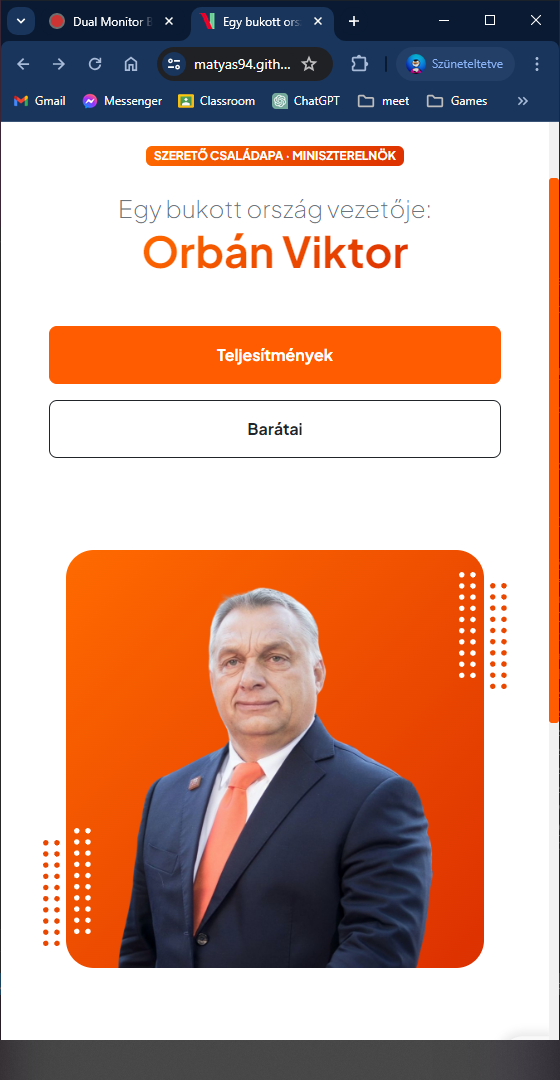 Dual Monitor B
Egy bukott ors
matyas94.gith...
Szüneteltetve
Gmail
Messenger
Classroom
ChatGPT
meet
Games
SZERETŐ CSALÁDAPA · MINISZTERELNÖK
Egy bukott ország vezetője:
Orbán Viktor
Teljesítmények
Barátai